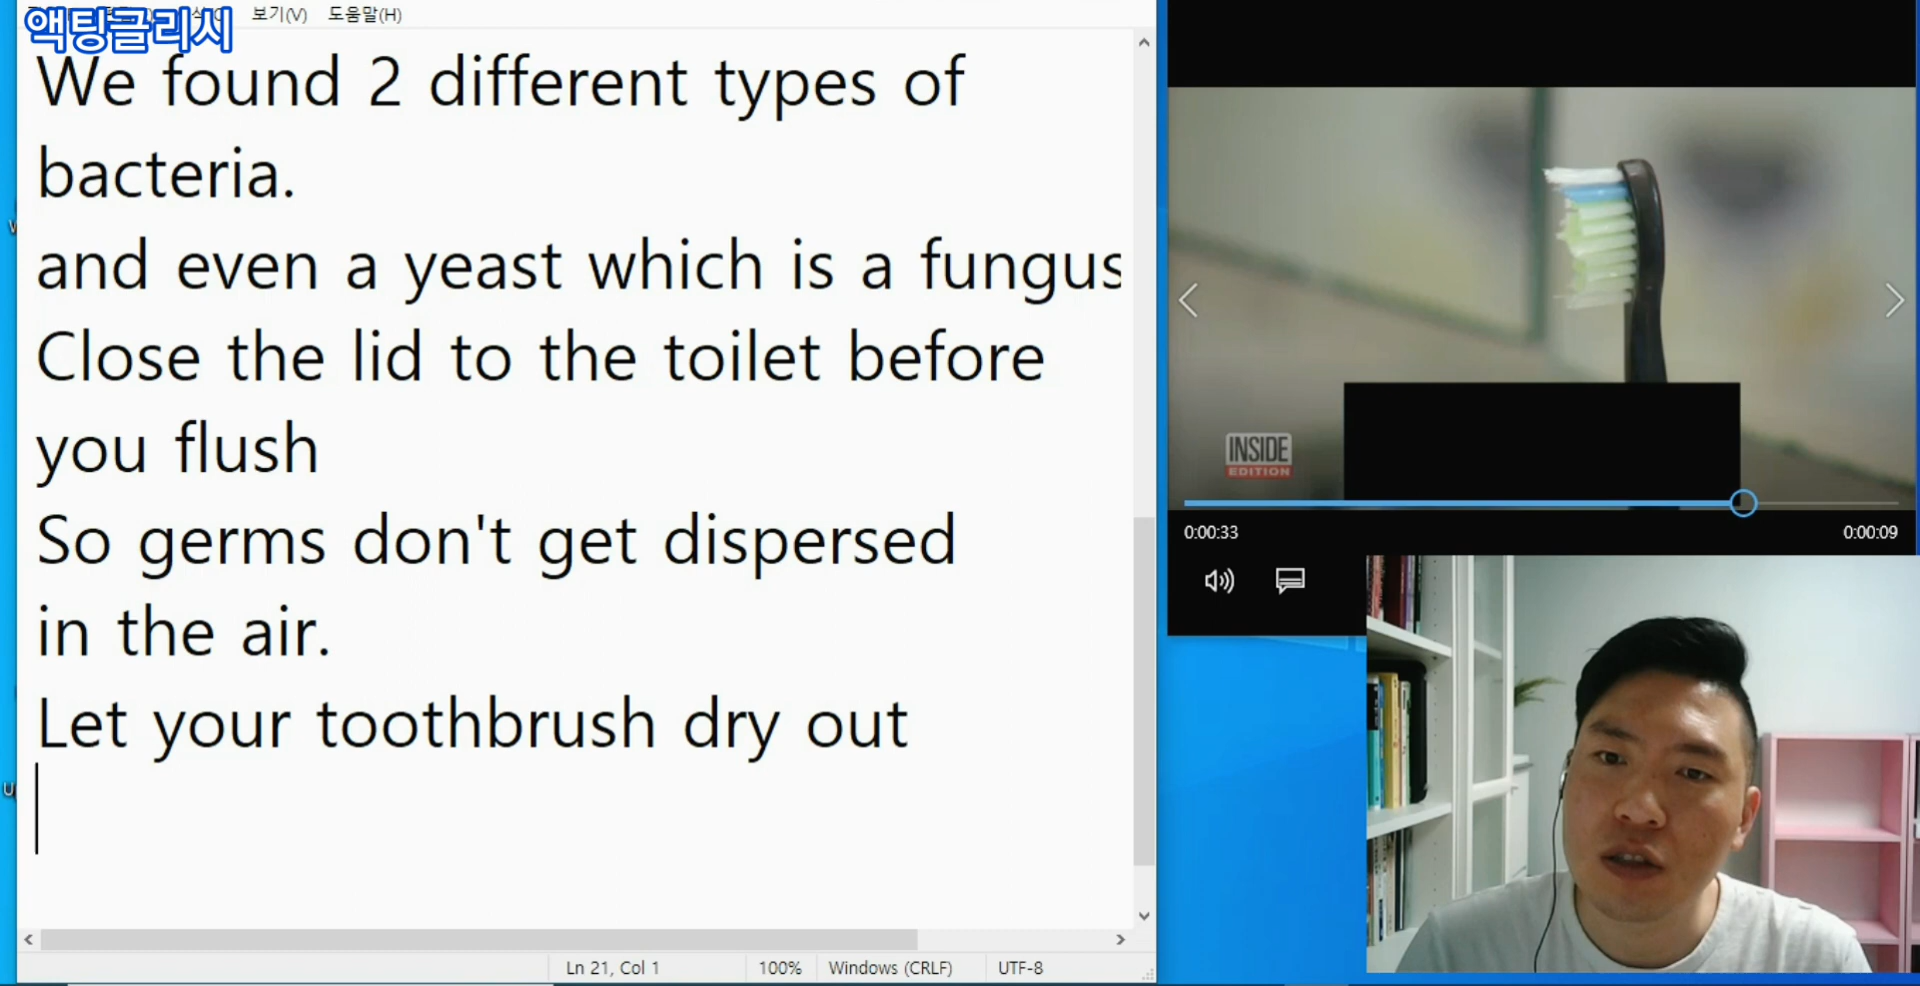 액팅글리시
보기(V) 도움말(H)
We found 2 different types of
bacteria.
and even a yeast which is a fungus
Close the lid to the toilet before
you flush
So germs don't get dispersed
in the air.
Let your toothbrush dry out
Ln 21, Col 1 100% Windows (CRLF) UTF-8
INSIDE
EDITION
0:00:33 0:00:09